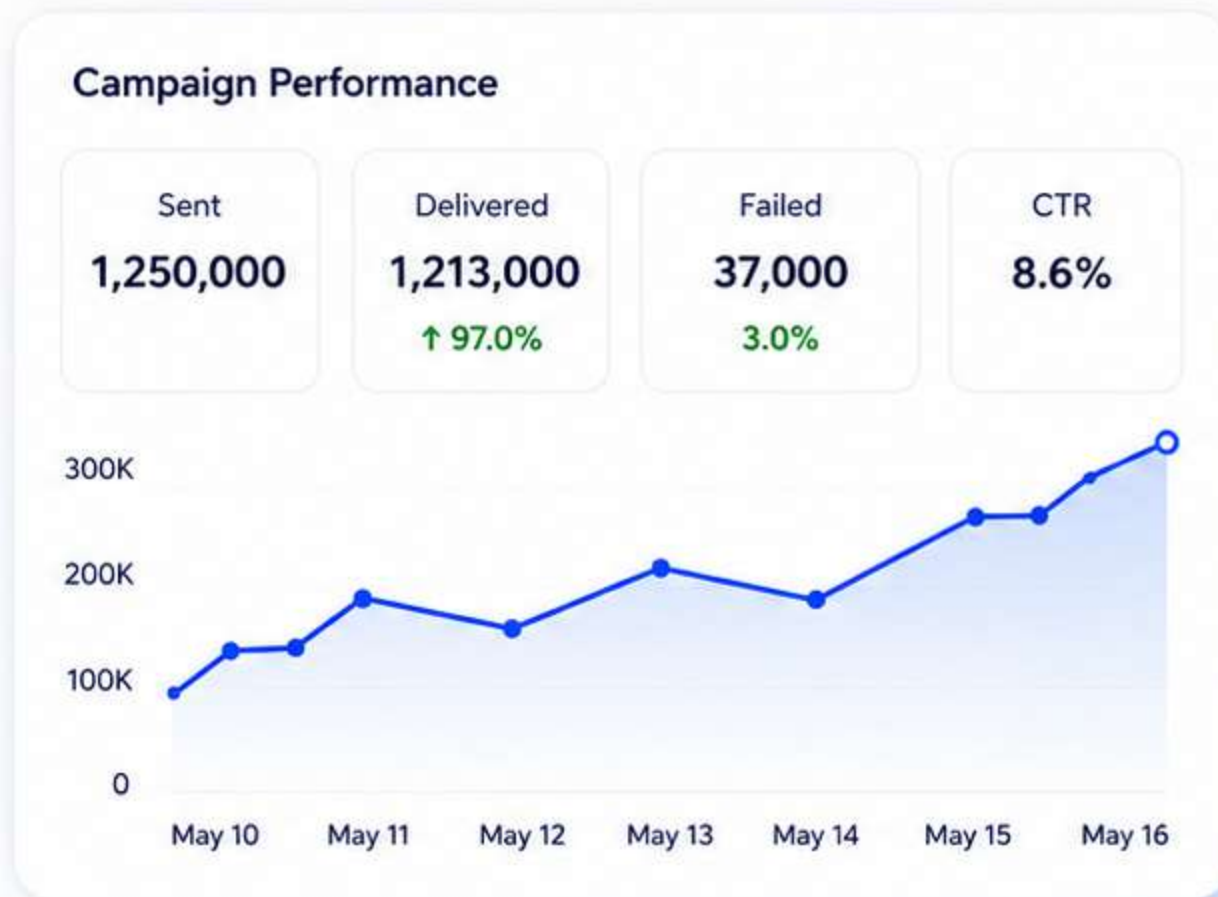 Campaign Performance
Sent
1,250,000
Delivered
1,213,000
↑ 97.0%
Failed
37,000
3.0%
CTR
8.6%
300K
200K
100K
0
May 10 May 11 May 12 May 13 May 14 May 15 May 16